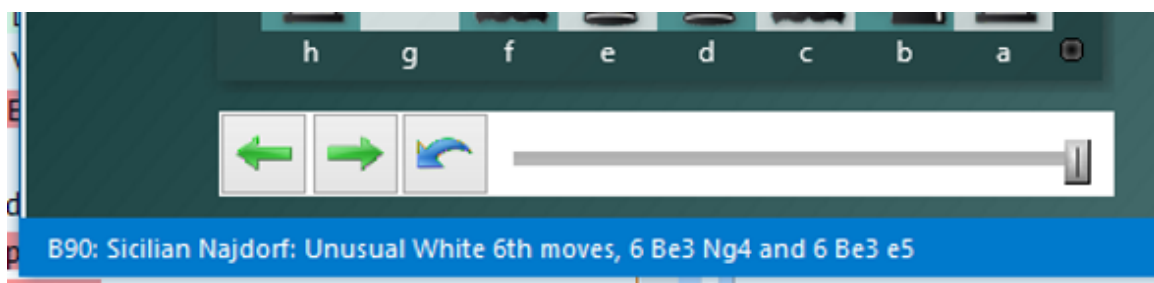 h g f e d c b a
B90: Sicilian Najdorf: Unusual White 6th moves, 6 Be3 Ng4 and 6 Be3 e5